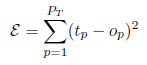 $\mathcal{E} = \sum_{p=1}^{P_T} (t_p - o_p)^2$